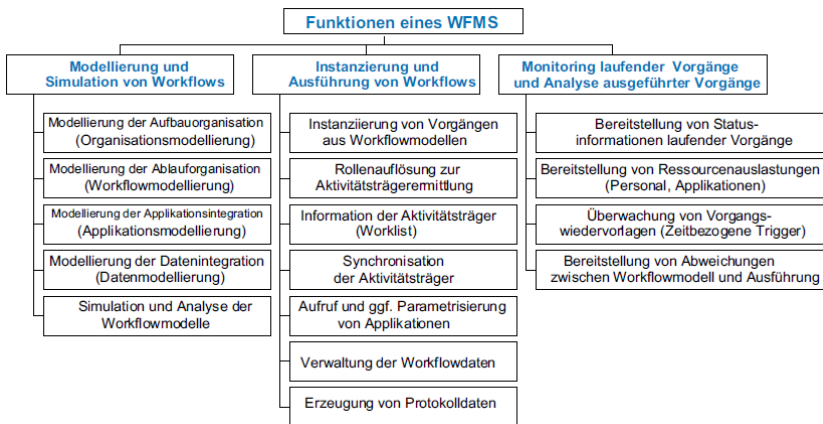 Funktionen eines WFMS
Modellierung und
Simulation von Workflows
Modellierung der Aufbauorganisation
(Organisationsmodellierung)
Modellierung der Ablauforganisation
(Workflowmodellierung)
Modellierung der Applikationsintegration
(Applikationsmodellierung)
Modellierung der Datenintegration
(Datenmodellierung)
Simulation und Analyse der
Workflowmodelle
Instanzierung und
Ausführung von Workflows
Instanziierung von Vorgängen
aus Workflowmodellen
Rollenauflösung zur
Aktivitätsträgerermittlung
Information der Aktivitätsträger
(Worklist)
Synchronisation
der Aktivitätsträger
Aufruf und ggf. Parametrisierung
von Applikationen
Verwaltung der Workflowdaten
Erzeugung von Protokolldaten
Monitoring laufender Vorgänge
und Analyse ausgeführter Vorgänge
Bereitstellung von Status-
informationen laufender Vorgänge
Bereitstellung von Ressourcenauslastungen
(Personal, Applikationen)
Überwachung von Vorgangs-
wiedervorlagen (Zeitbezogene Trigger)
Bereitstellung von Abweichungen
zwischen Workflowmodell und Ausführung